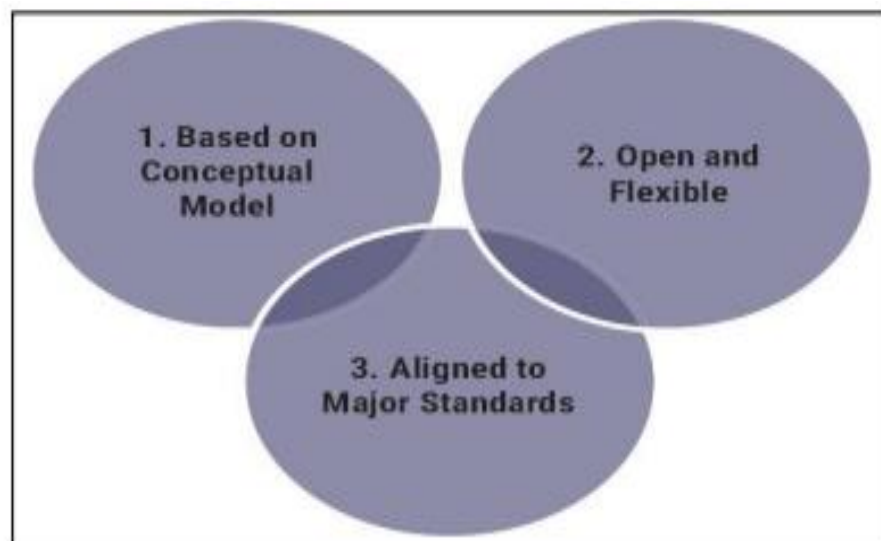 1. Based on
Conceptual
Model
2. Open and
Flexible
3. Aligned to
Major Standards